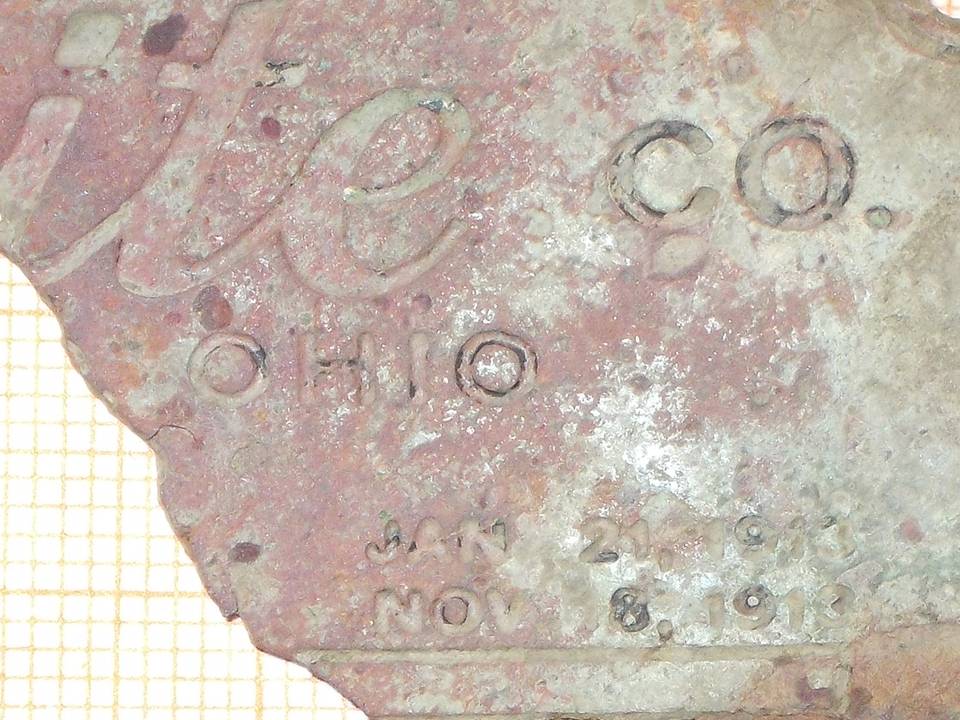 ite CO.
OHIO
JAN 21, 1913
NOV 18, 1913